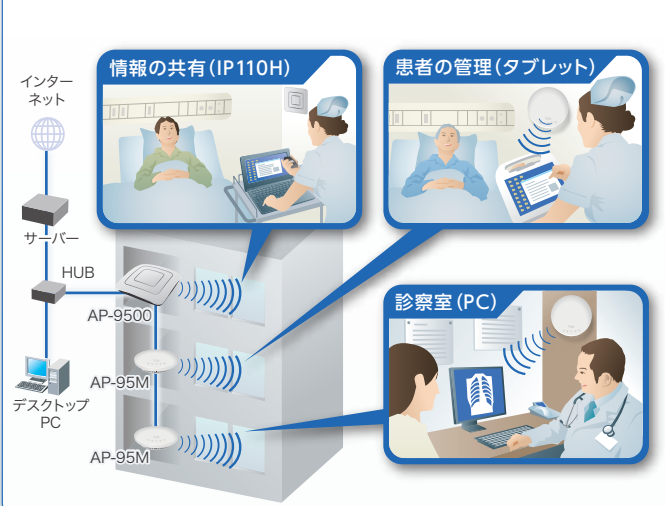 情報の共有(IP110H)
患者の管理(タブレット)
インター
ネット
サーバー
HUB
AP-9500
診察室(PC)
AP-95M
デスクトップ
PC
AP-95M